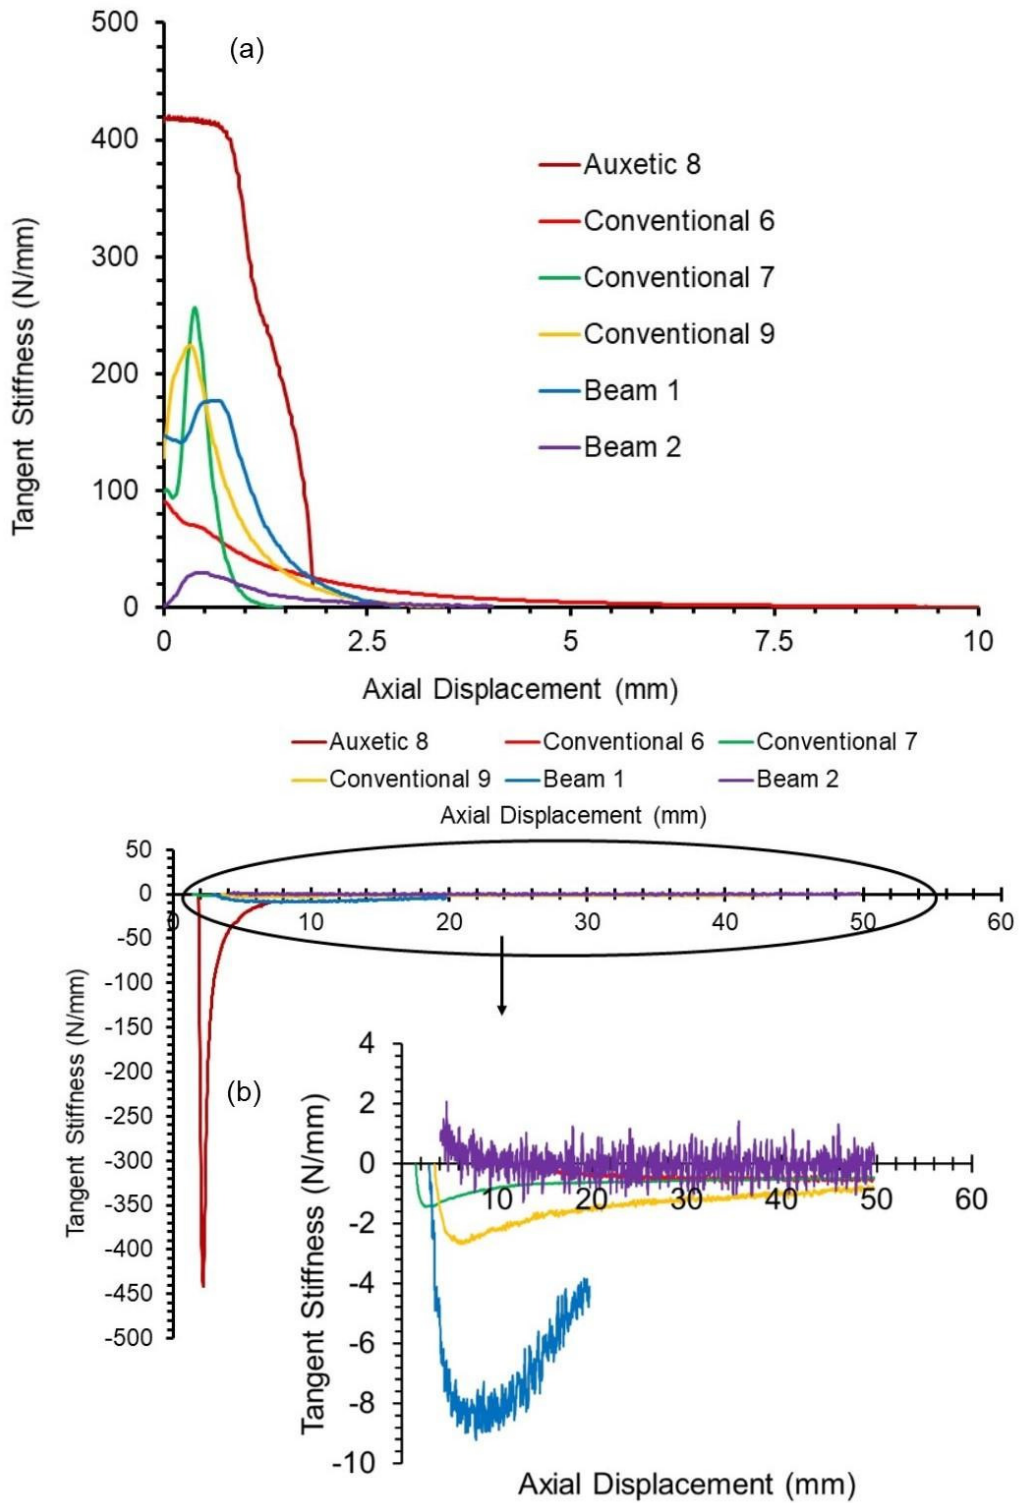 500
(a)
400
300
200
100
0
Tangent Stiffness (N/mm)
Auxetic 8
Conventional 6
Conventional 7
Conventional 9
Beam 1
Beam 2
0 2.5 5 7.5 10
Axial Displacement (mm)
Auxetic 8 Conventional 6 Conventional 7
Conventional 9 Beam 1 Beam 2
Axial Displacement (mm)
50
0
0 10 20 30 40 50 60
-50
-100
-150
-200
-250
-300
-350
-400
-450
-500
Tangent Stiffness (N/mm)
(b)
4
2
0
10 20 30 40 50 60
-2
-4
-6
-8
-10
Tangent Stiffness (N/mm)
Axial Displacement (mm)